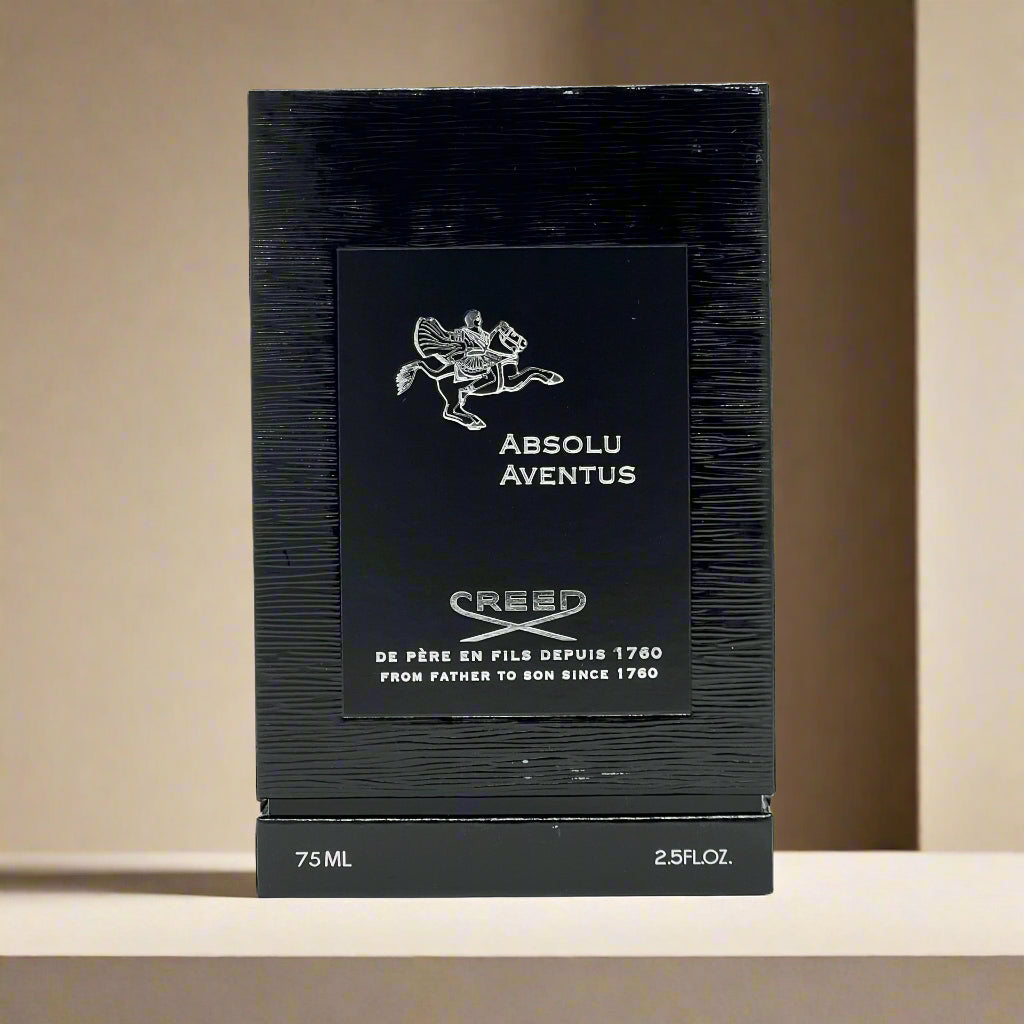 ABSOLU
AVENTUS
CREED
DE PÈRE EN FILS DEPUIS 1760
FROM FATHER TO SON SINCE 1760
75 ML
2.5FL.OZ.